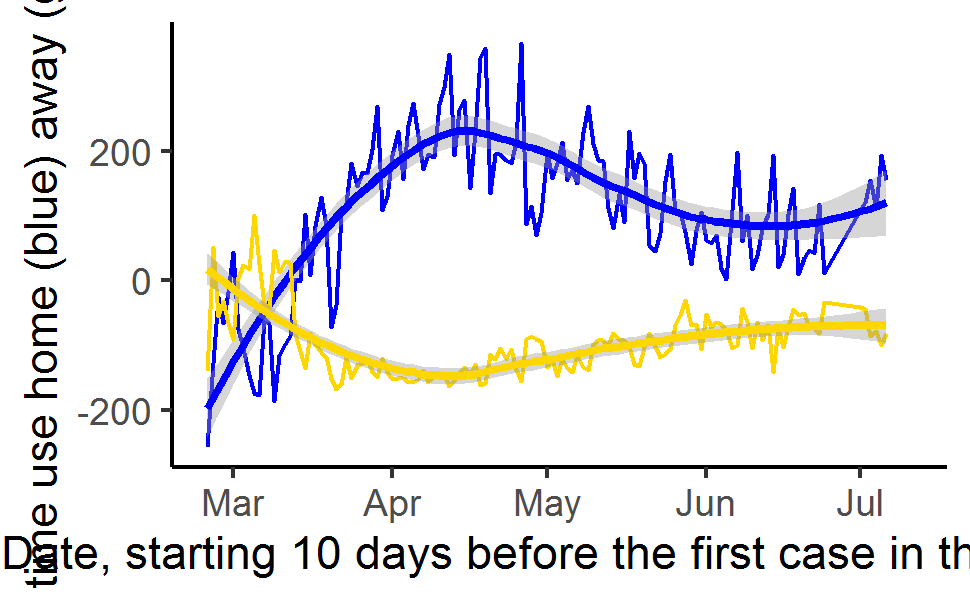 time use home (blue) away (
200
0
-200
Mar Apr May Jun Jul
Date, starting 10 days before the first case in th